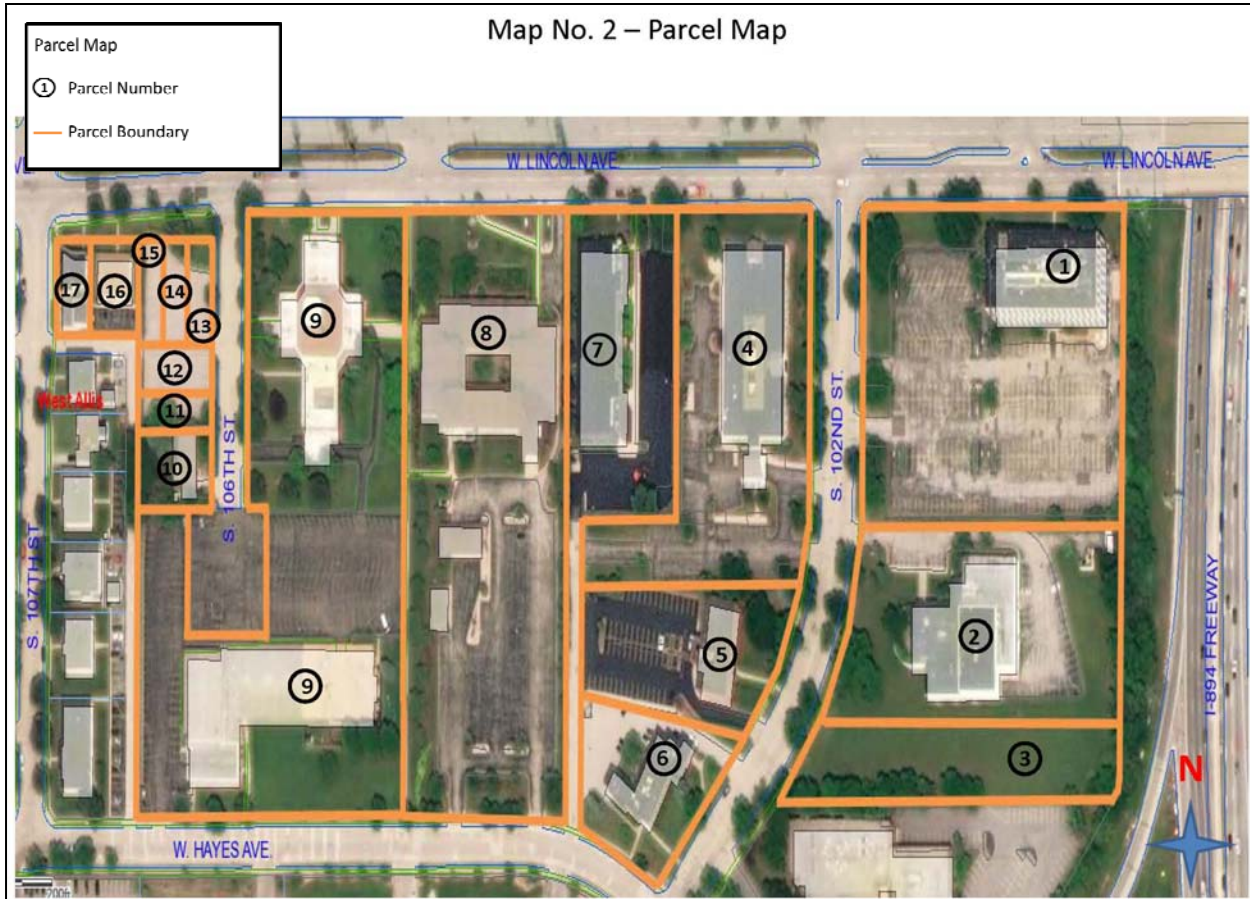 Map No. 2 – Parcel Map
Parcel Map
1 Parcel Number
Parcel Boundary
VE.
W. LINCOLN AVE.
W. LINCOLN AVE.
1
2
3
4
5
6
7
8
9
9
10
11
12
13
14
15
16
17
West Allis
S. 106TH ST.
S. 107TH ST
S. 102ND ST.
I-894 FREEWAY
N
W. HAYES AVE.
200ft